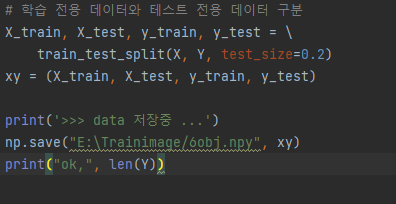 # 학습 전용 데이터와 테스트 전용 데이터 구분
X_train, X_test, y_train, y_test = \
train_test_split(X, Y, test_size=0.2)
xy = (X_train, X_test, y_train, y_test)
print('>>> data 저장중 ...')
np.save("E:\Trainimage/6obj.npy", xy)
print("ok,", len(Y))